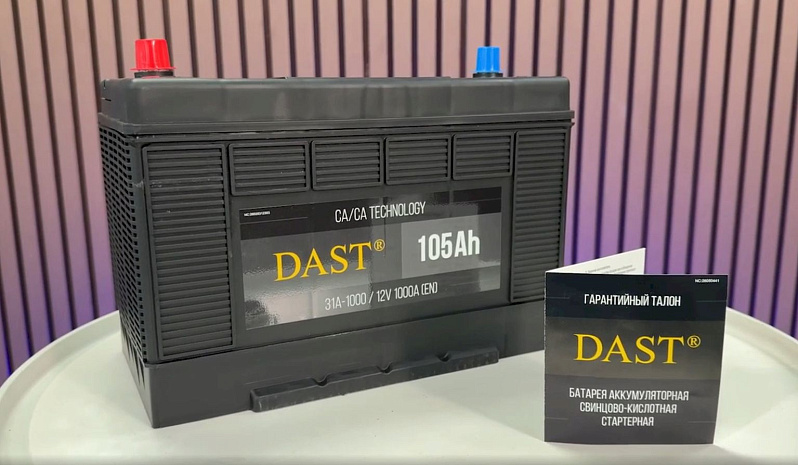 CA/CA TECHNOLOGY
DAST®
105Ah
31A-1000 / 12V 1000A (EN)
ГАРАНТИЙНЫЙ ТАЛОН
DAST®
БАТАРЕЯ АККУМУЛЯТОРНАЯ
СВИНЦОВО-КИСЛОТНАЯ
СТАРТЕРНАЯ